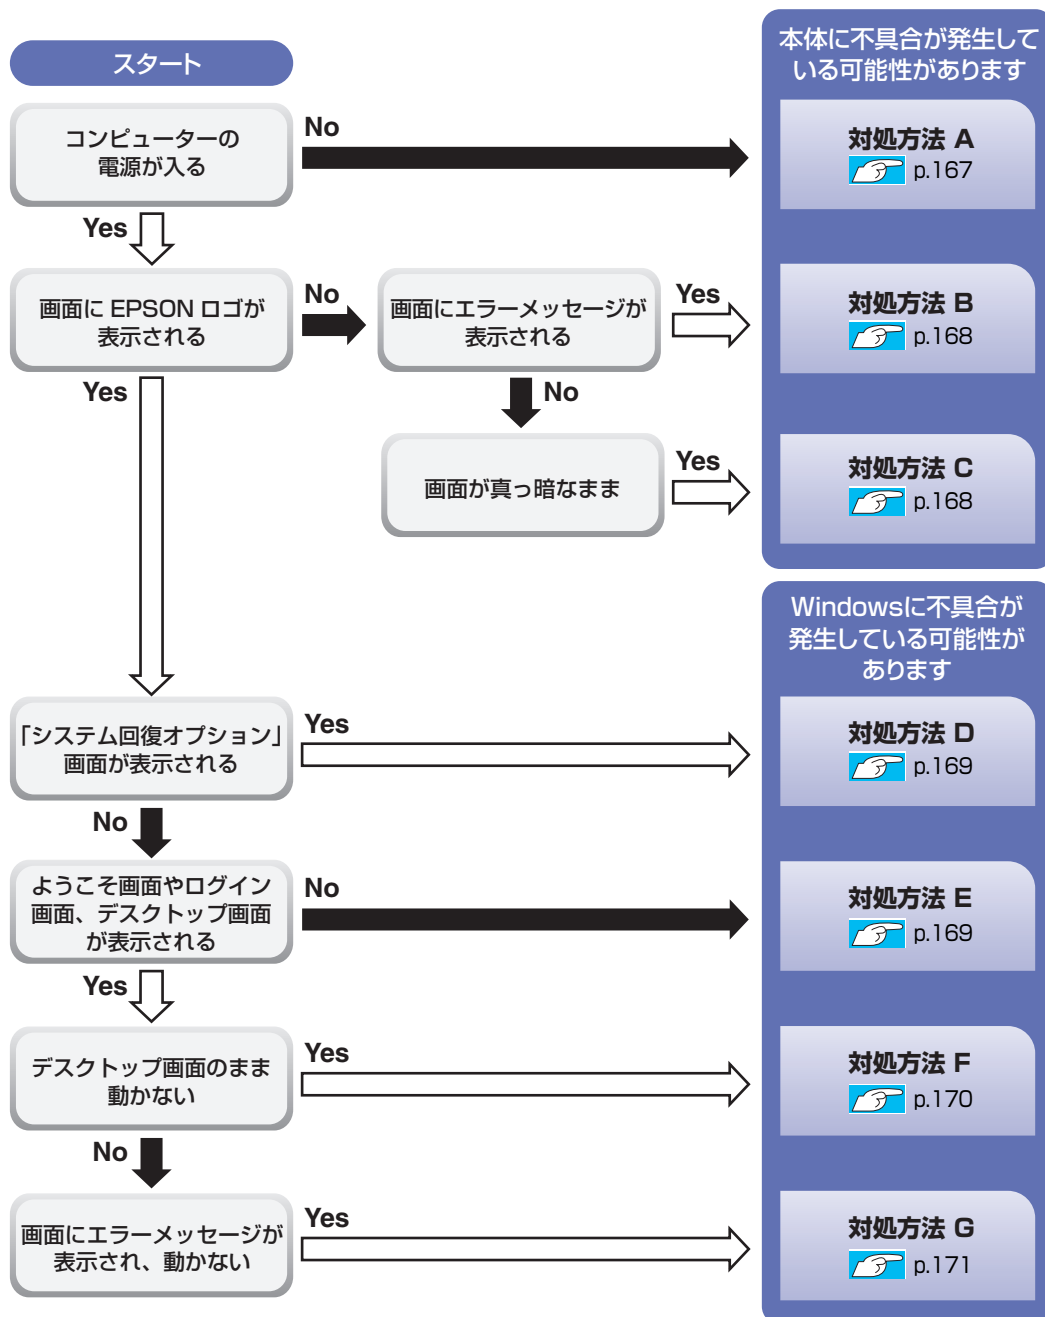 スタート
コンピューターの
電源が入る
No
Yes
画面に EPSON ロゴが
表示される
No
画面にエラーメッセージが
表示される
Yes
No
画面が真っ暗なまま
Yes
Yes
「システム回復オプション」
画面が表示される
Yes
No
ようこそ画面やログイン
画面、デスクトップ画面
が表示される
No
Yes
デスクトップ画面のまま
動かない
Yes
No
画面にエラーメッセージが
表示され、動かない
Yes
本体に不具合が発生して
いる可能性があります
対処方法 A
p.167
対処方法 B
p.168
対処方法 C
p.168
Windowsに不具合が
発生している可能性が
あります
対処方法 D
p.169
対処方法 E
p.169
対処方法 F
p.170
対処方法 G
p.171